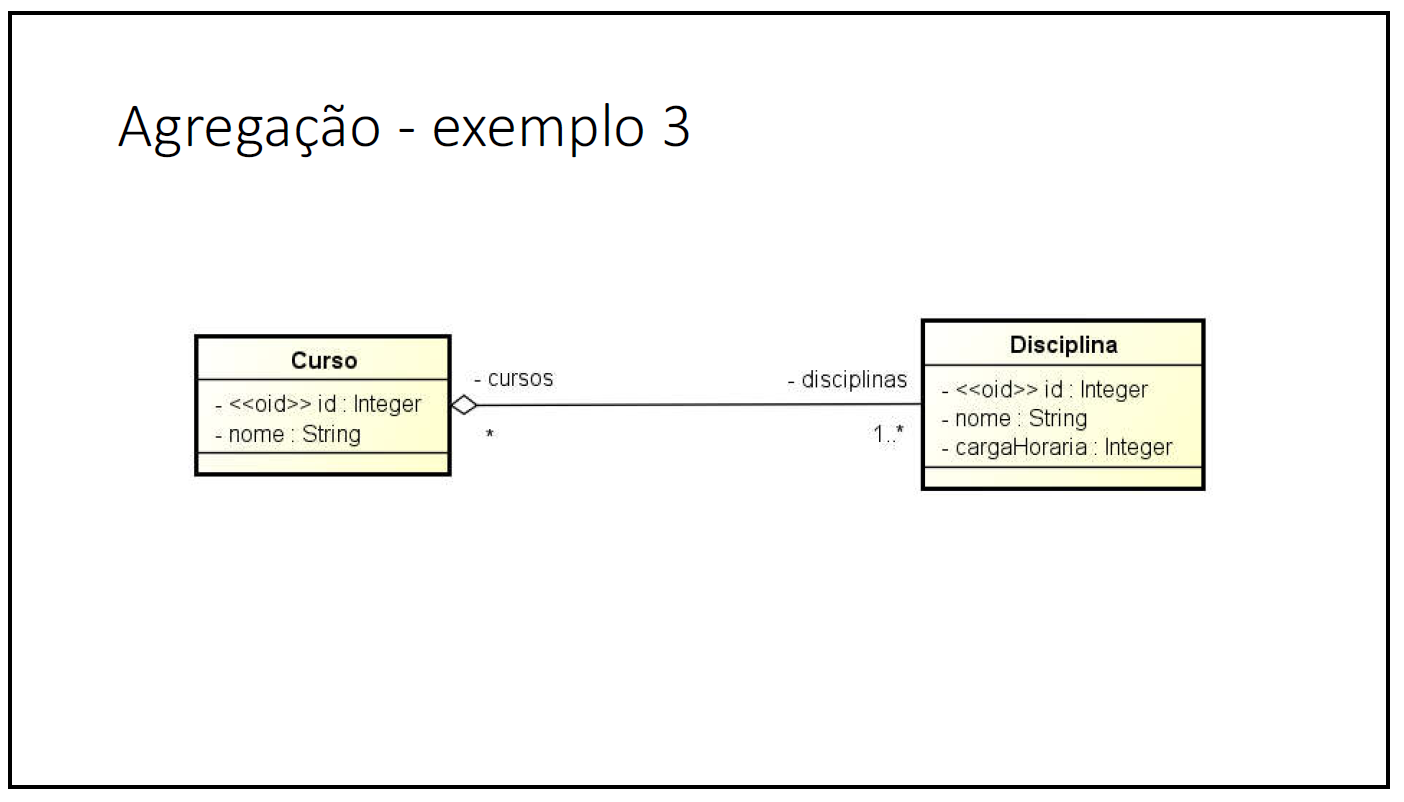 Agregação - exemplo 3
Curso
- <<oid>> id : Integer
- nome : String
- cursos
*
- disciplinas
1..*
Disciplina
- <<oid>> id : Integer
- nome : String
- cargaHoraria : Integer